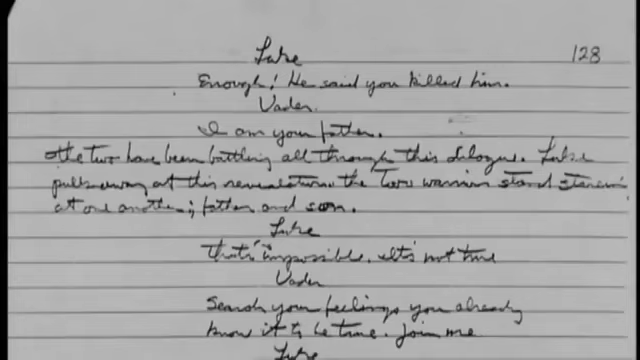 Luke
128
Enough! He said you killed him.
Vader.
I am your father.
The two have been battling all through this dilogue. Luke
pulls away at this revelation. the two warriors stand staring
at one another; father and son.
Luke
That's impossible. It's not true
Vader
Search your feelings you already
know it to be true. Join me
Luke